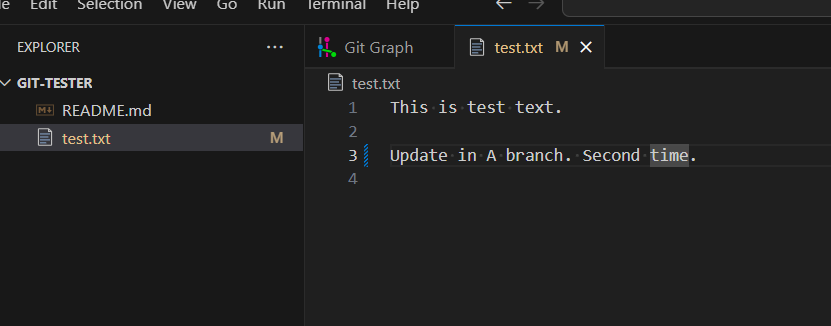 Edit Selection View Go Run Terminal Help
EXPLORER
Git Graph
test.txt M
GIT-TESTER
README.md
test.txt M
test.txt
1 This is test text.
2
3 Update in A branch. Second time.
4